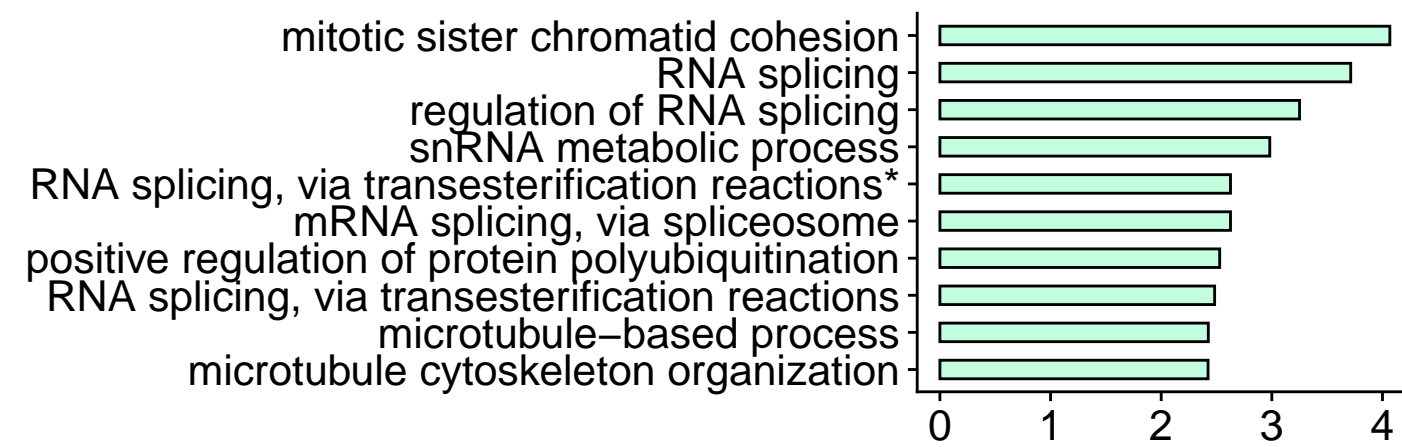 mitotic sister chromatid cohesion
RNA splicing
regulation of RNA splicing
snRNA metabolic process
RNA splicing, via transesterification reactions*
mRNA splicing, via spliceosome
positive regulation of protein polyubiquitination
RNA splicing, via transesterification reactions
microtubule−based process
microtubule cytoskeleton organization
0 1 2 3 4